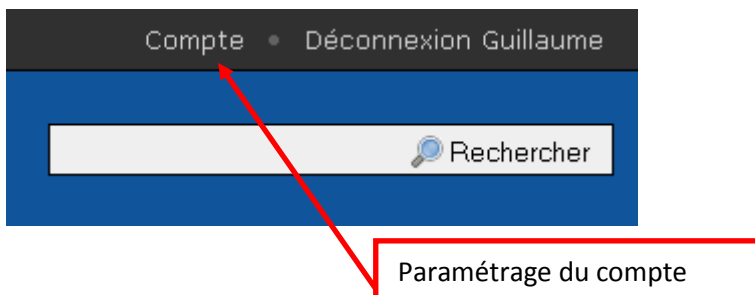 Compte • Déconnexion Guillaume
Rechercher
Paramétrage du compte